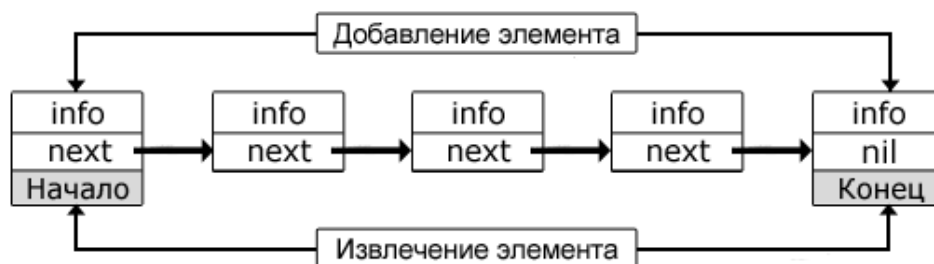 Добавление элемента
info info info info info
next next next next nil
Начало Конец
Извлечение элемента